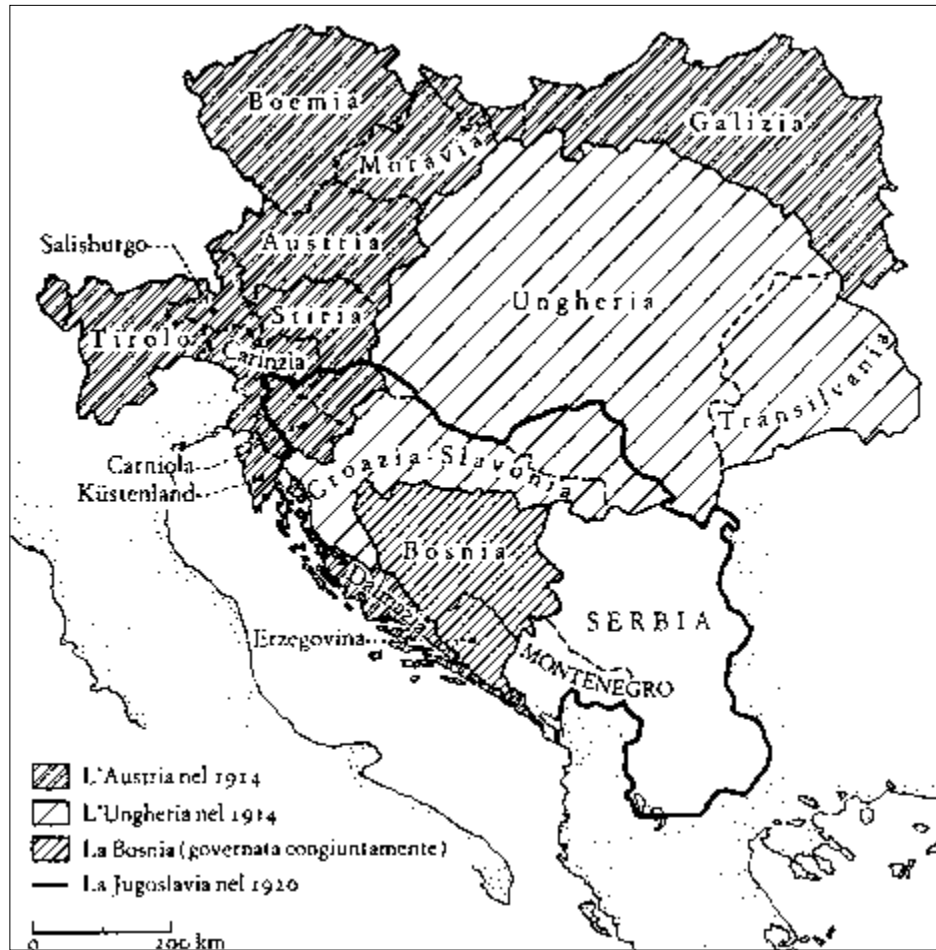 Boemia
Moravia
Galizia
Salisburgo
Austria
Ungheria
Stiria
Tirolo
Carinzia
Transilvania
Carniola
Küstenland
Croazia-Slavonia
Bosnia
Dalmazia
Erzegovina
SERBIA
MONTENEGRO
L'Austria nel 1914
L'Ungheria nel 1914
La Bosnia (governata congiuntamente)
La Jugoslavia nel 1920
0 200 km